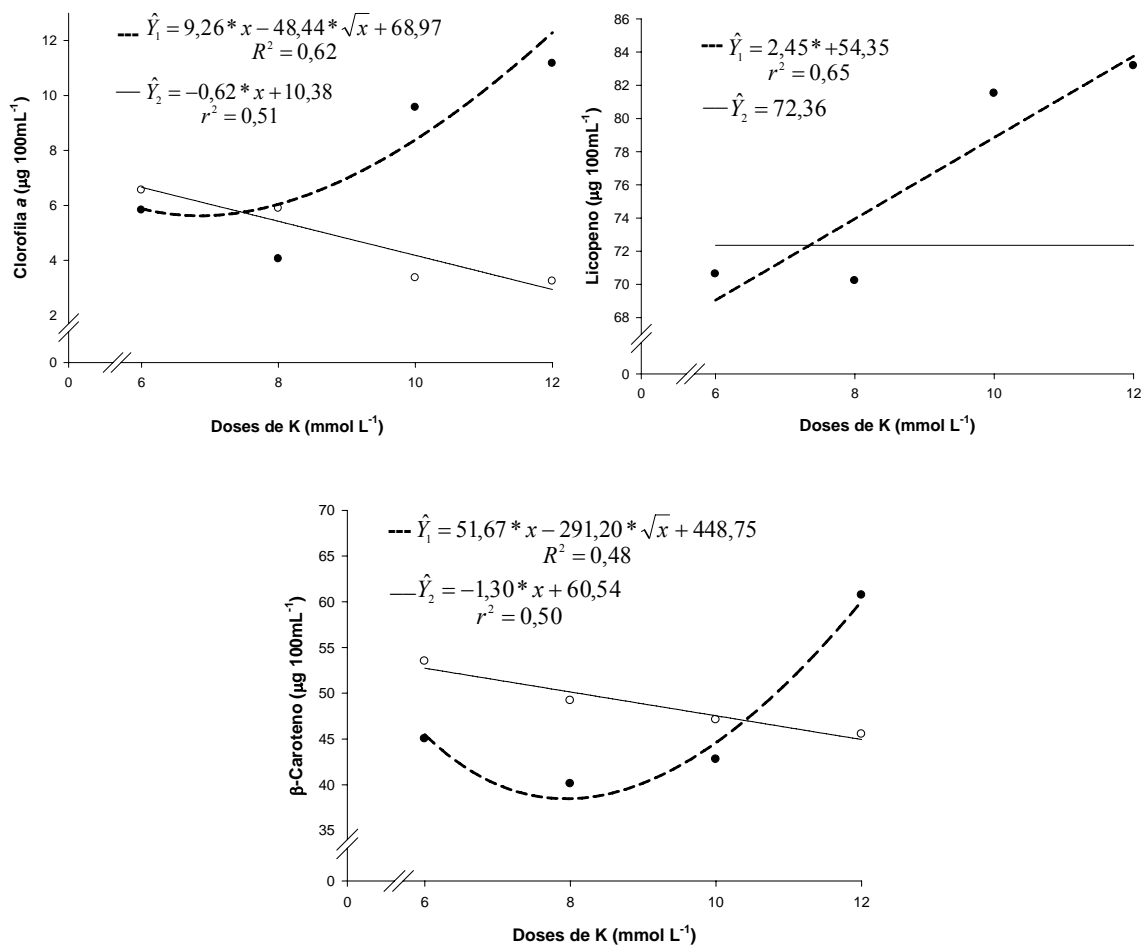 Ŷ₁ = 9,26* x − 48,44* √x + 68,97
R² = 0,62
Ŷ₂ = −0,62* x + 10,38
r² = 0,51
Clorofila a (µg 100mL⁻¹)
12
10
8
6
4
2
0
0 6 8 10 12
Doses de K (mmol L⁻¹)
Ŷ₁ = 2,45* +54,35
r² = 0,65
Ŷ₂ = 72,36
Licopeno (µg 100mL⁻¹)
86
84
82
80
78
76
74
72
70
68
0
0 6 8 10 12
Doses de K (mmol L⁻¹)
Ŷ₁ = 51,67* x − 291,20* √x + 448,75
R² = 0,48
Ŷ₂ = −1,30* x + 60,54
r² = 0,50
β-Caroteno (µg 100mL⁻¹)
70
65
60
55
50
45
40
35
0
0 6 8 10 12
Doses de K (mmol L⁻¹)